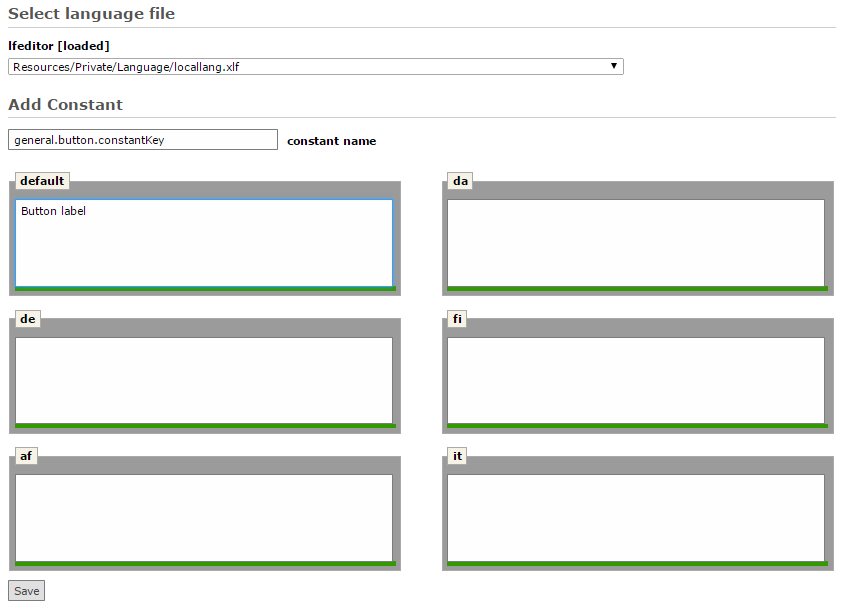 Select language file
lfeditor [loaded]
Resources/Private/Language/locallang.xlf
Add Constant
general.button.constantKey constant name
default da
Button label
de fi
af it
Save